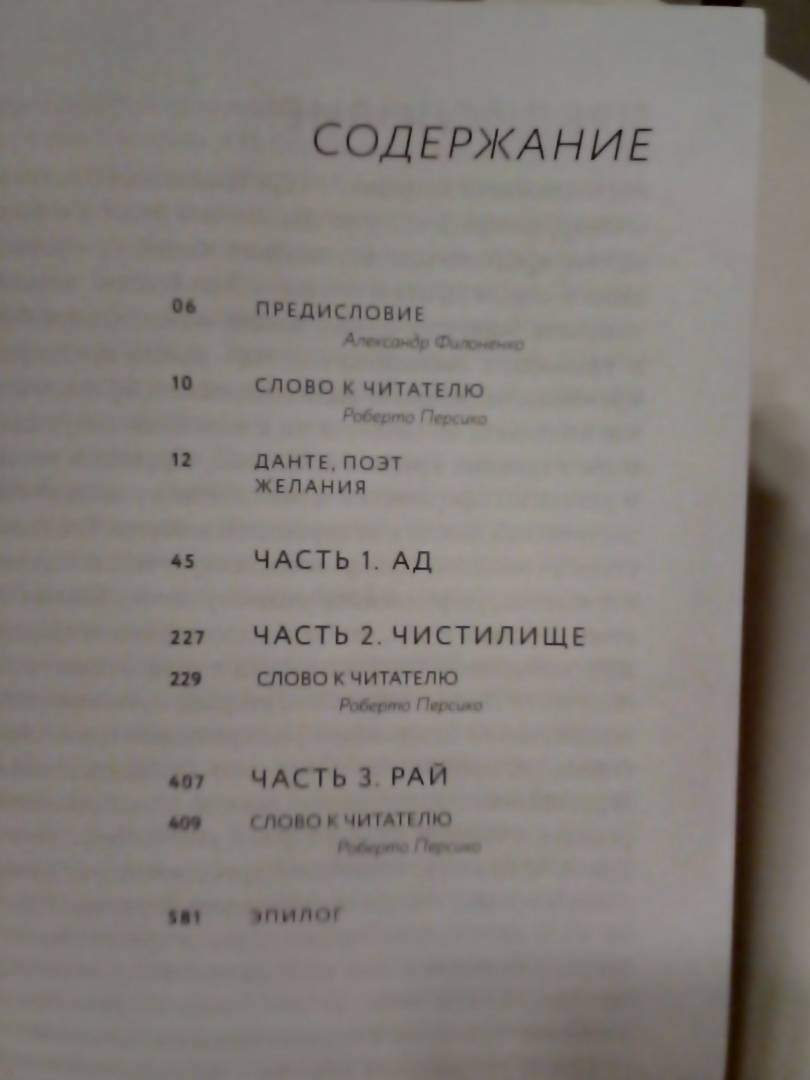 СОДЕРЖАНИЕ
06 ПРЕДИСЛОВИЕ
Александр Филоненко
10 СЛОВО К ЧИТАТЕЛЮ
Роберто Персико
12 ДАНТЕ, ПОЭТ
ЖЕЛАНИЯ
45 ЧАСТЬ 1. АД
227 ЧАСТЬ 2. ЧИСТИЛИЩЕ
229 СЛОВО К ЧИТАТЕЛЮ
Роберто Персико
407 ЧАСТЬ 3. РАЙ
409 СЛОВО К ЧИТАТЕЛЮ
Роберто Персико
581 ЭПИЛОГ